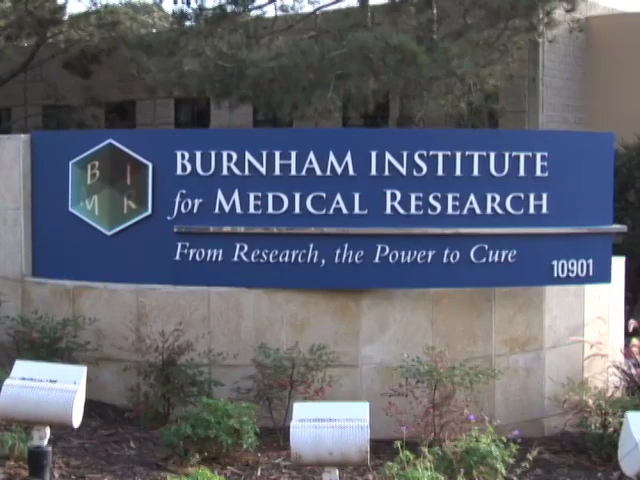 B I
M R
BURNHAM INSTITUTE
for MEDICAL RESEARCH
From Research, the Power to Cure
10901